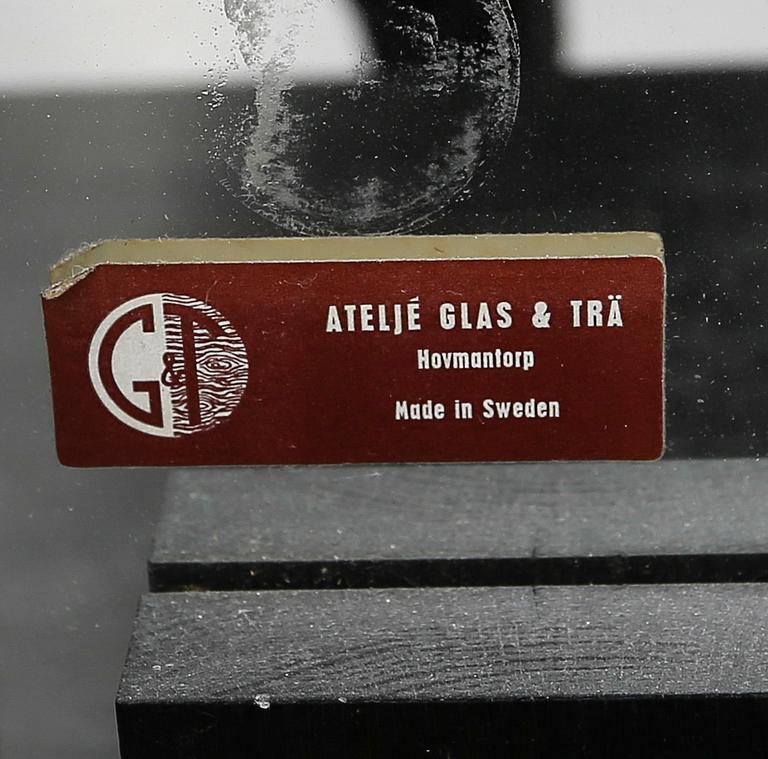 G&T
ATELJÉ GLAS & TRÄ
Hovmantorp
Made in Sweden